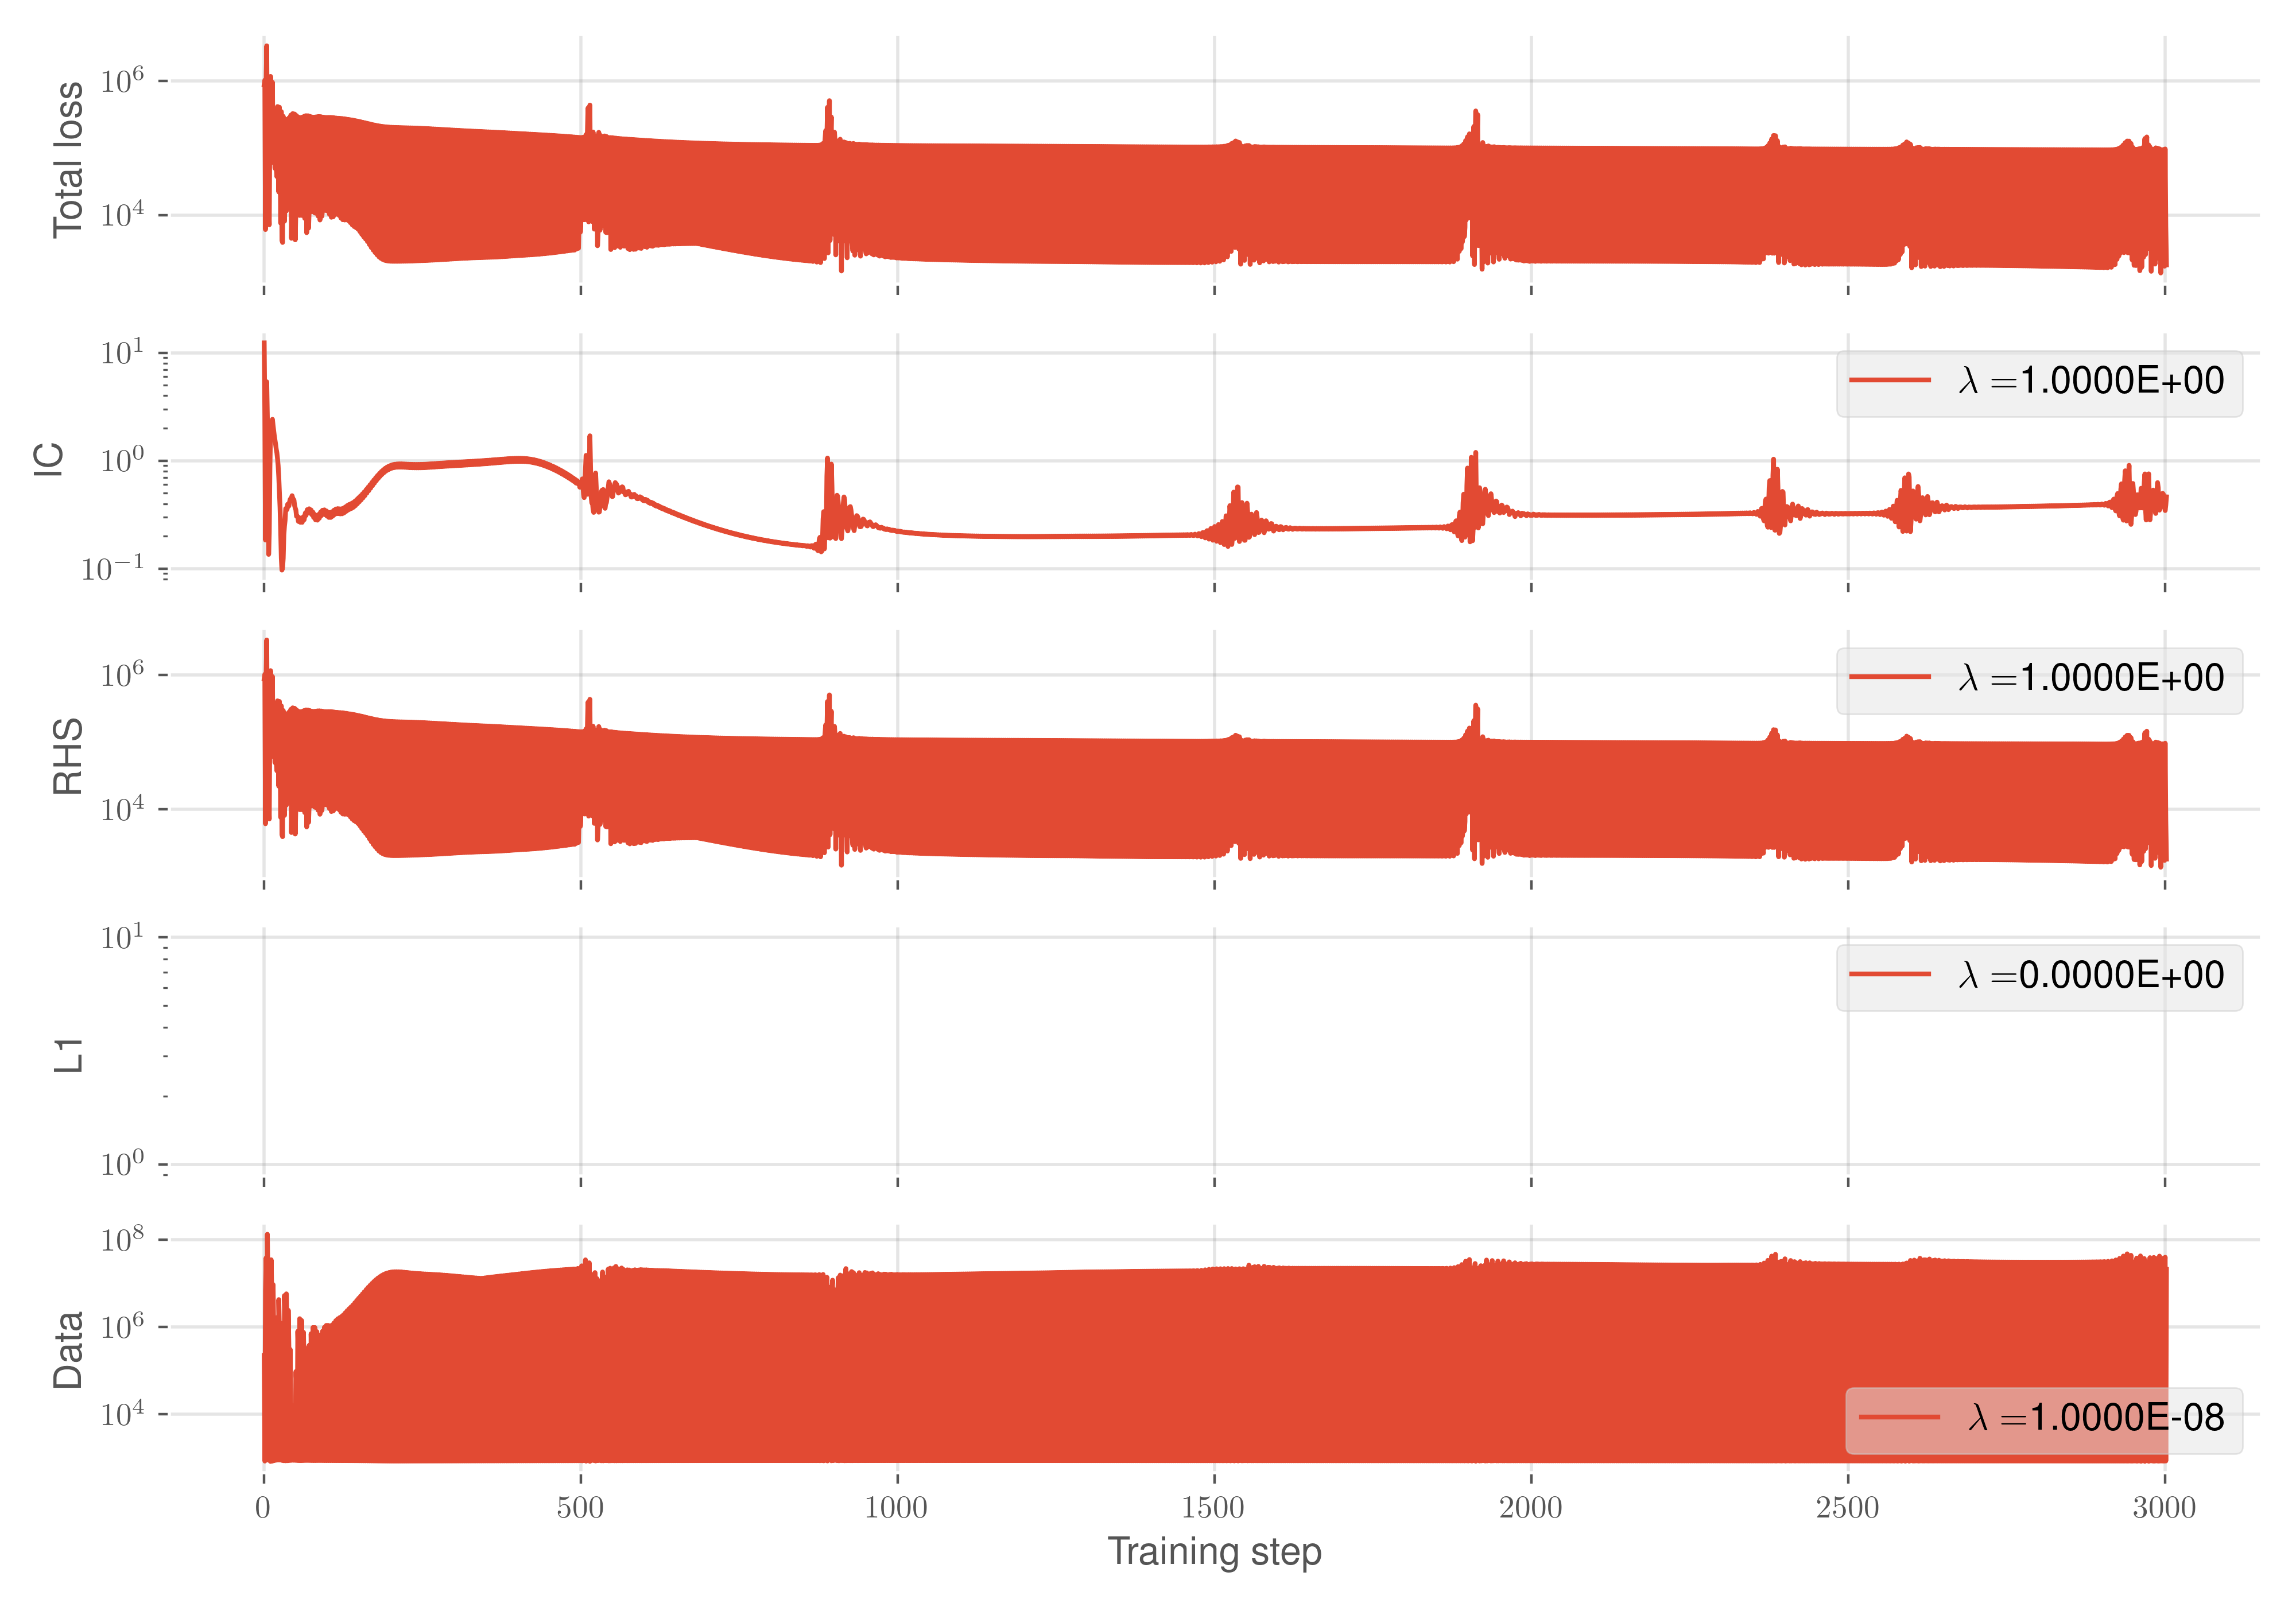 Total loss
10^6
10^4
IC
10^1
10^0
10^−1
λ =1.0000E+00
RHS
10^6
10^4
λ =1.0000E+00
L1
10^1
10^0
λ =0.0000E+00
Data
10^8
10^6
10^4
λ =1.0000E-08
0 500 1000 1500 2000 2500 3000
Training step